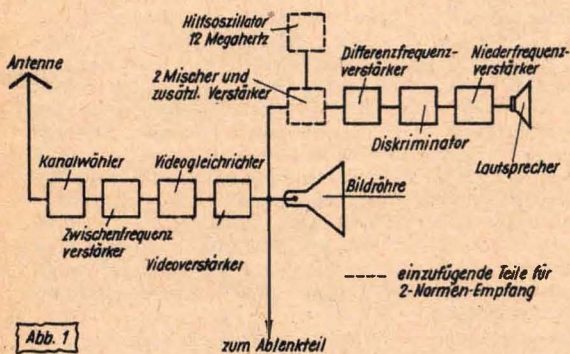 Hilfsoszillator
12 Megahertz
Antenne
2 Mischer und
zusätzl. Verstärker
Differenzfrequenz-
verstärker
Niederfrequenz-
verstärker
Diskriminator
Lautsprecher
Kanalwähler
Videogleichrichter
Bildröhre
Zwischenfrequenz
verstärker
Videoverstärker
einzufügende Teile für
2-Normen-Empfang
Abb. 1
zum Ablenkteil